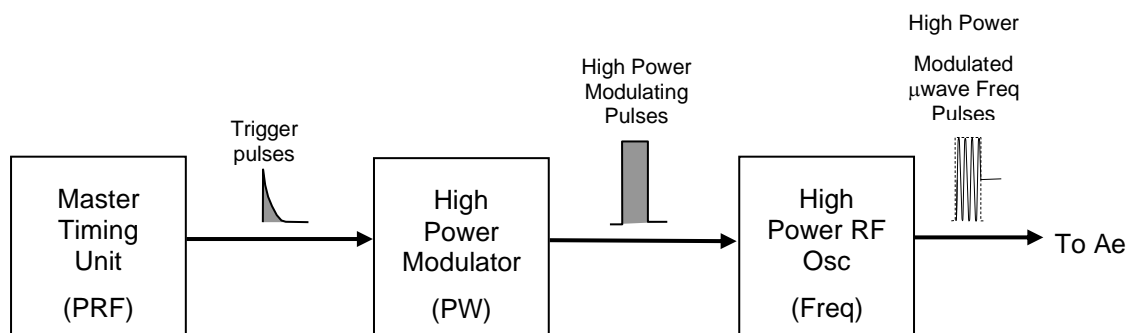 High Power
Modulated
μwave Freq
Pulses
High Power
Modulating
Pulses
Trigger
pulses
Master
Timing
Unit
(PRF)
High
Power
Modulator
(PW)
High
Power RF
Osc
(Freq)
To Ae